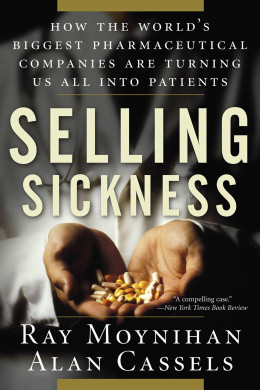 HOW THE WORLD'S
BIGGEST PHARMACEUTICAL
COMPANIES ARE TURNING
US ALL INTO PATIENTS
SELLING
SICKNESS
"A compelling case."
—New York Times Book Review
RAY MOYNIHAN
ALAN CASSELS